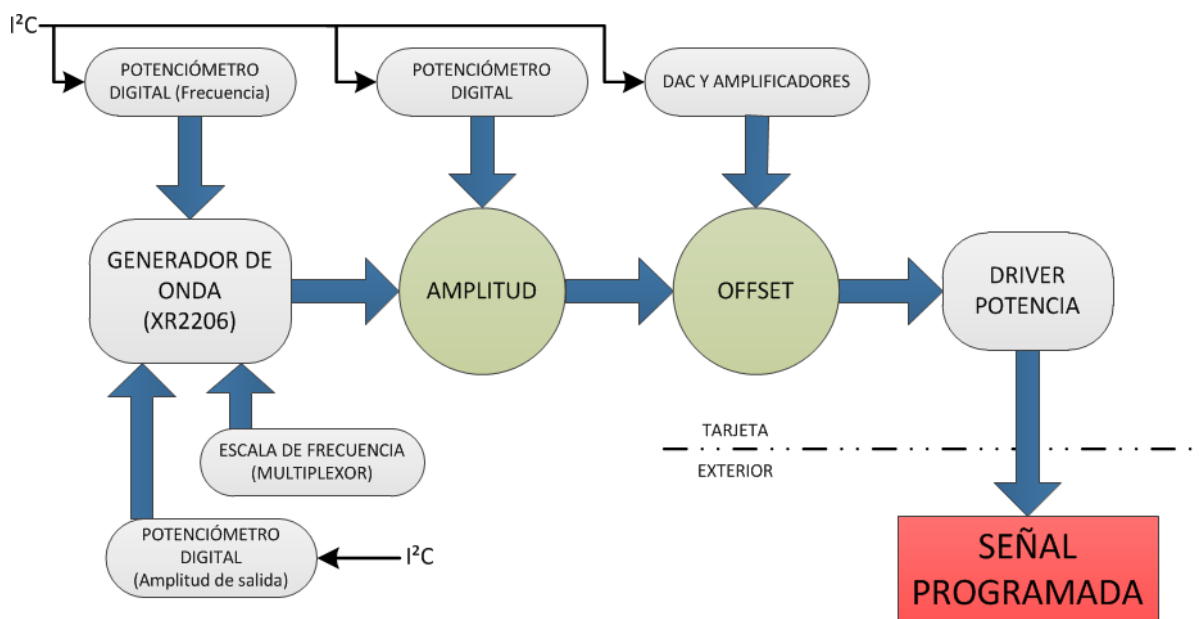 I²C
POTENCIÓMETRO
DIGITAL (Frecuencia)
POTENCIÓMETRO
DIGITAL
DAC Y AMPLIFICADORES
GENERADOR DE
ONDA
(XR2206)
AMPLITUD
OFFSET
DRIVER
POTENCIA
ESCALA DE FRECUENCIA
(MULTIPLEXOR)
TARJETA
EXTERIOR
POTENCIÓMETRO
DIGITAL
(Amplitud de salida)
I²C
SEÑAL
PROGRAMADA